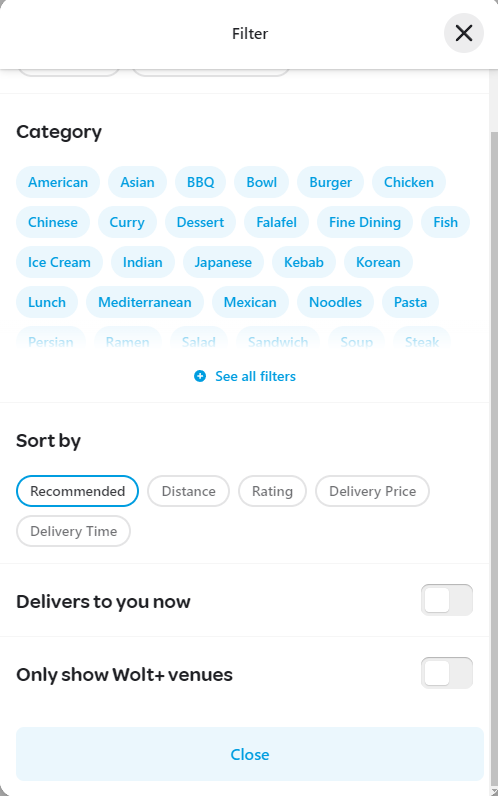 Filter
Category
American Asian BBQ Bowl Burger Chicken
Chinese Curry Dessert Falafel Fine Dining Fish
Ice Cream Indian Japanese Kebab Korean
Lunch Mediterranean Mexican Noodles Pasta
Persian Ramen Salad Sandwich Soup Steak
See all filters
Sort by
Recommended Distance Rating Delivery Price
Delivery Time
Delivers to you now
Only show Wolt+ venues
Close